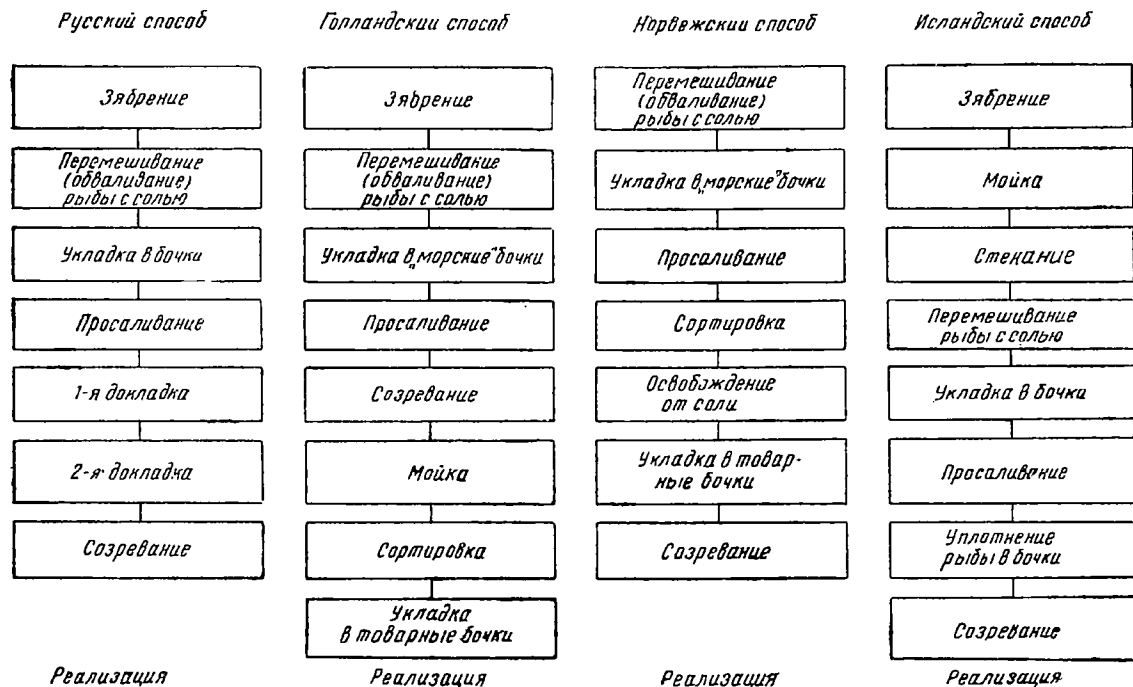 Русский способ
Зябрение
Перемешивание
(обваливание)
рыбы с солью
Укладка в бочки
Просаливание
1-я докладка
2-я докладка
Созревание
Реализация
Голландский способ
Зябрение
Перемешивание
(обваливание)
рыбы с солью
Укладка в „морские" бочки
Просаливание
Созревание
Мойка
Сортировка
Укладка
в товарные бочки
Реализация
Норвежский способ
Перемешивание
(обваливание)
рыбы с солью
Укладка в „морские" бочки
Просаливание
Сортировка
Освобождение
от соли
Укладка в товар-
ные бочки
Созревание
Реализация
Исландский способ
Зябрение
Мойка
Стекание
Перемешивание
рыбы с солью
Укладка в бочки
Просаливание
Уплотнение
рыбы в бочки
Созревание
Реализация